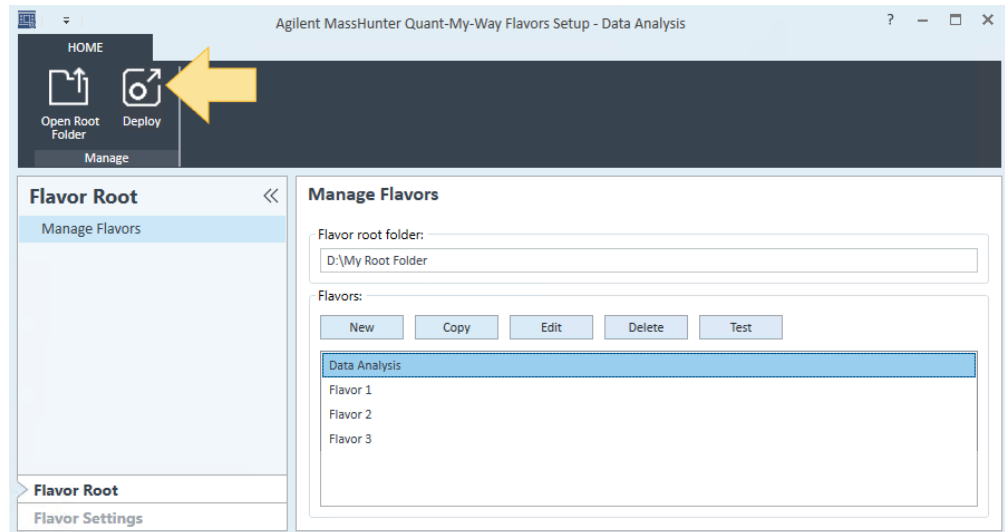 Agilent MassHunter Quant-My-Way Flavors Setup - Data Analysis
?
HOME
Open Root
Folder
Deploy
Manage
Flavor Root
Manage Flavors
Flavor Root
Flavor Settings
Manage Flavors
Flavor root folder:
D:\My Root Folder
Flavors:
New Copy Edit Delete Test
Data Analysis
Flavor 1
Flavor 2
Flavor 3